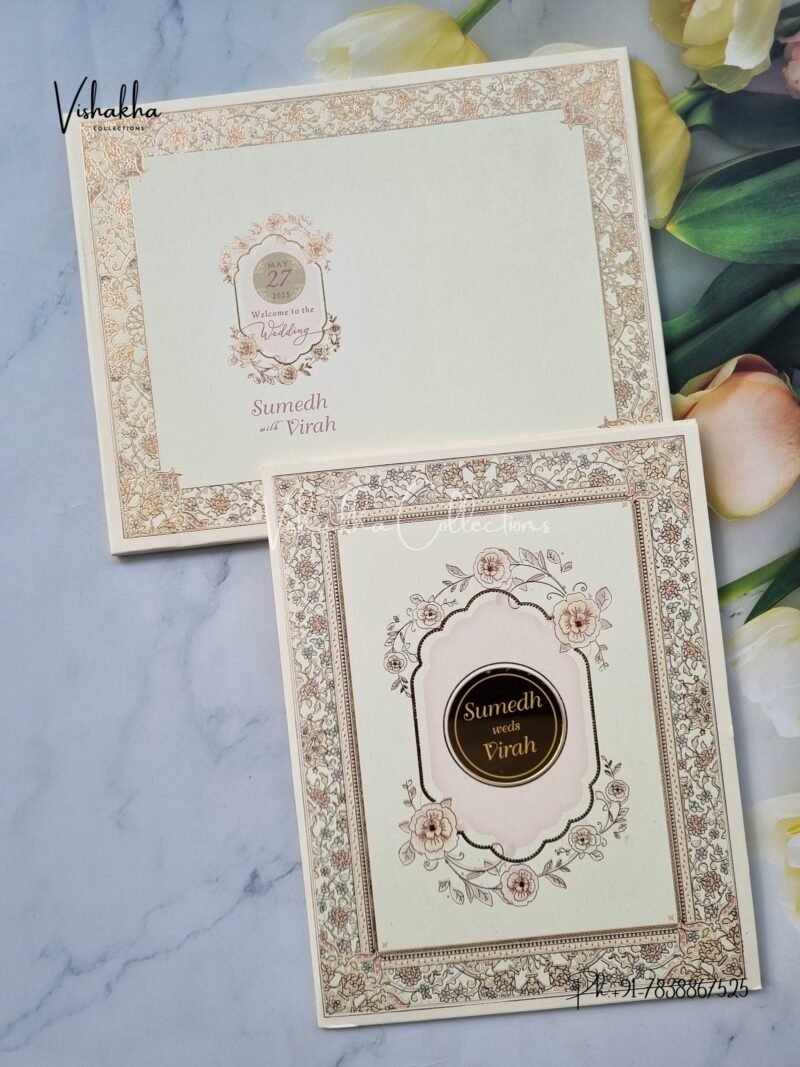 Vishakha
COLLECTIONS
MAY
27
2025
Welcome to the
Wedding
Sumedh
with Virah
Vishakha Collections
Sumedh
weds
Virah
Ph:+91-7838867525